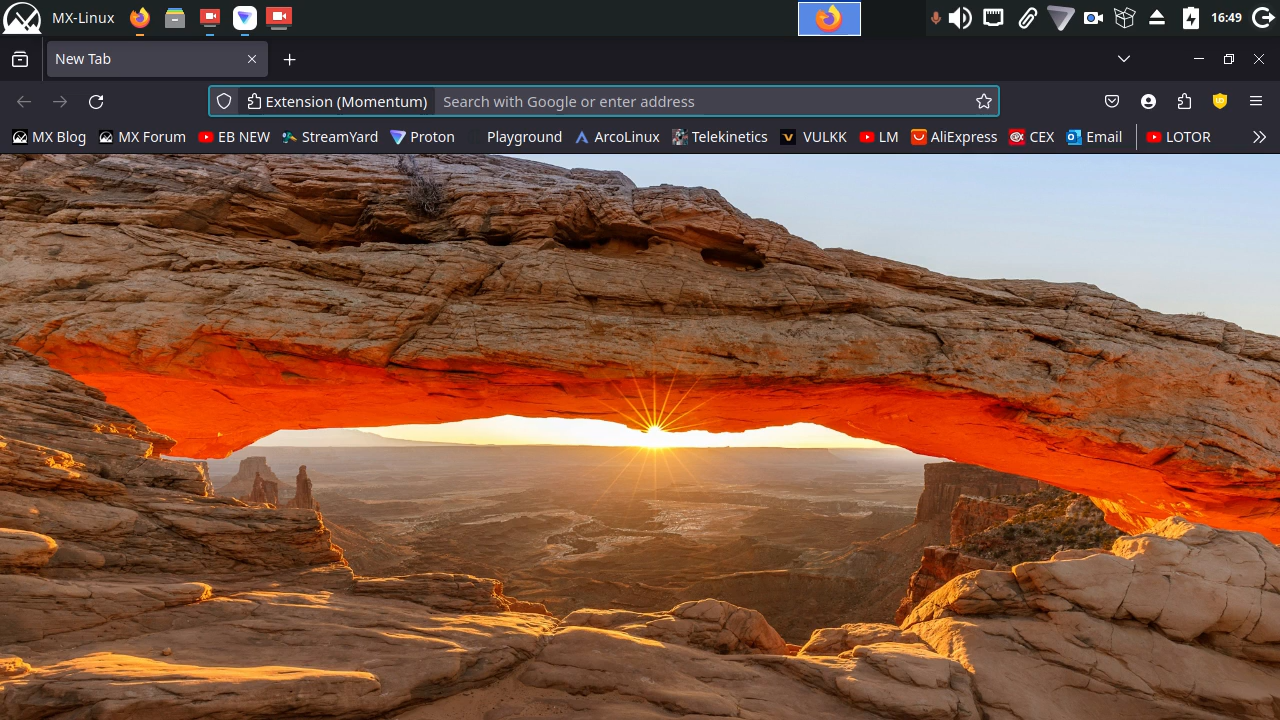 MX-Linux
16:49
New Tab
Extension (Momentum) Search with Google or enter address
MX Blog MX Forum EB NEW StreamYard Proton Playground ArcoLinux Telekinetics VULKK LM AliExpress CEX Email LOTOR